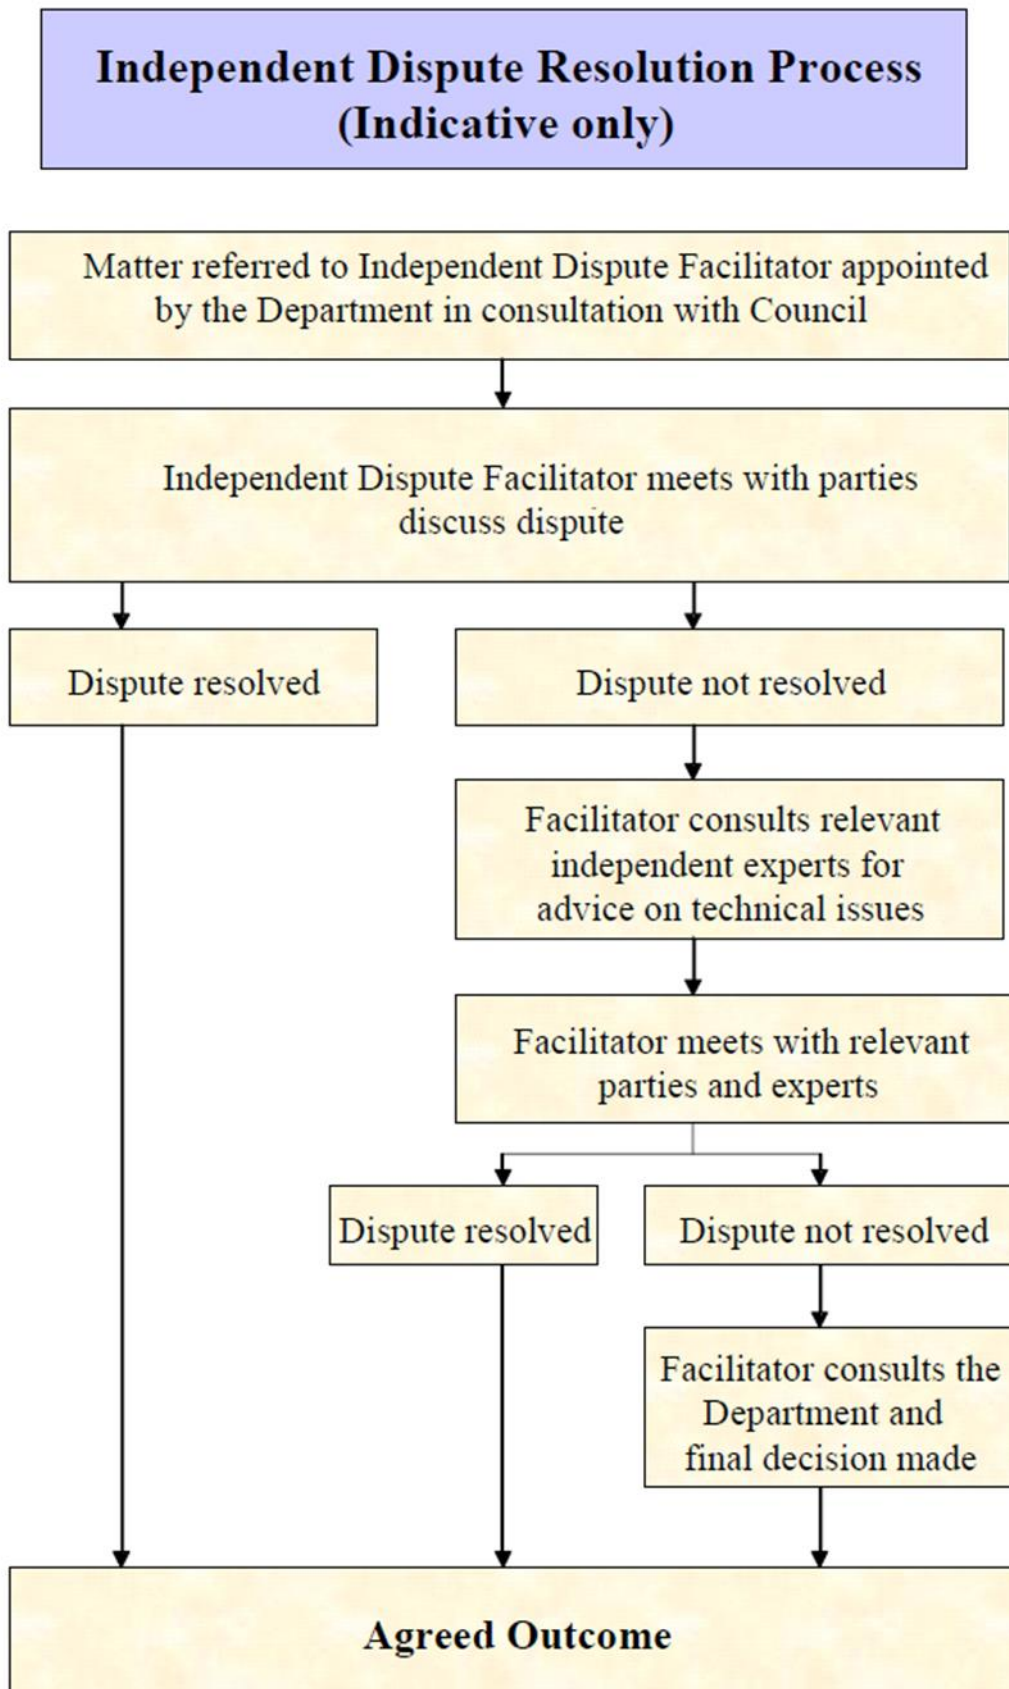 Independent Dispute Resolution Process
(Indicative only)
Matter referred to Independent Dispute Facilitator appointed
by the Department in consultation with Council
Independent Dispute Facilitator meets with parties
discuss dispute
Dispute resolved
Dispute not resolved
Facilitator consults relevant
independent experts for
advice on technical issues
Facilitator meets with relevant
parties and experts
Dispute resolved
Dispute not resolved
Facilitator consults the
Department and
final decision made
Agreed Outcome